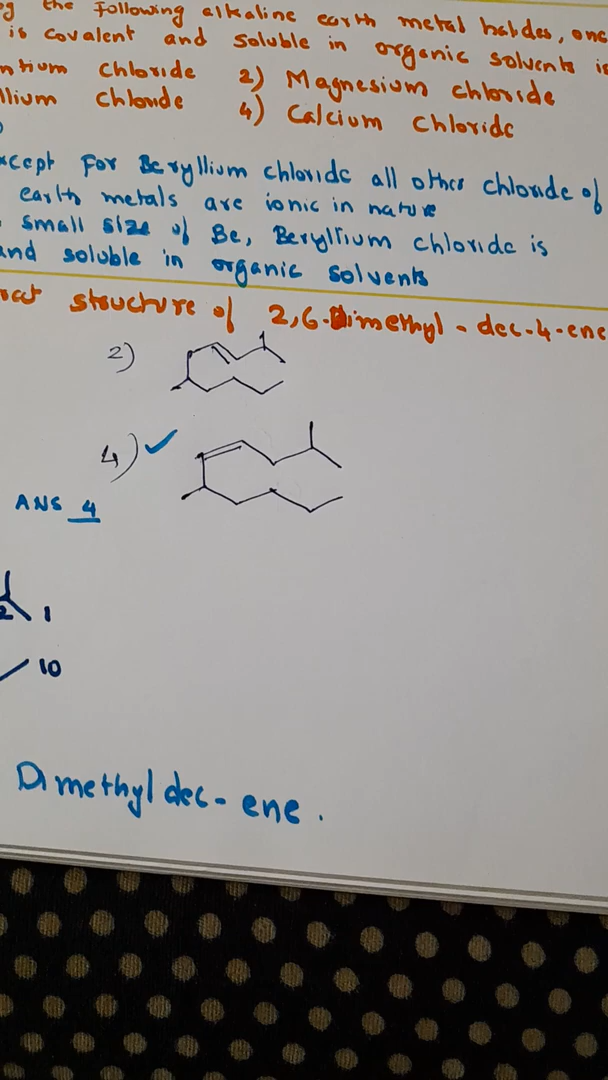 the following alkaline earth metal halides, one
is covalent and soluble in organic solvents is
ntium chloride 2) Magnesium chloride
llium chloride 4) Calcium chloride
xcept for Beryllium chloride all other chloride of
earth metals are ionic in nature
small size of Be, Beryllium chloride is
and soluble in organic solvents
structure of 2,6-Dimethyl-dec-4-ene
2)
4) ✓
ANS 4
2 1
10
Dimethyl dec-ene.